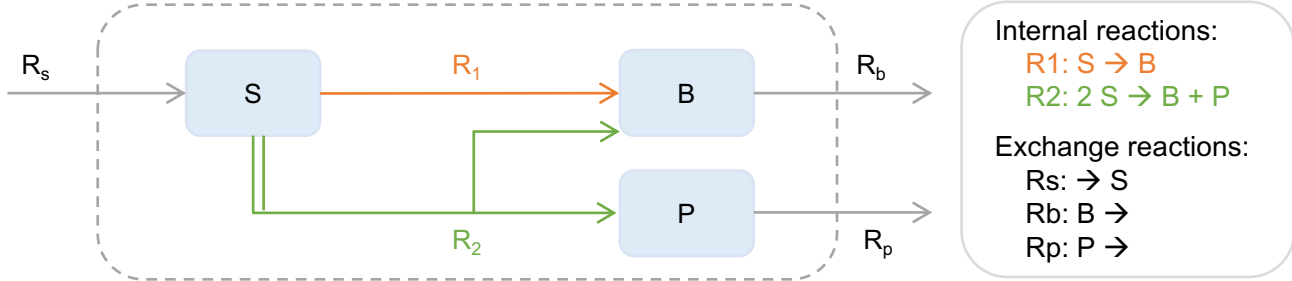 Rs
S
R1
B
Rb
R2
P
Rp
Internal reactions:
R1: S → B
R2: 2 S → B + P
Exchange reactions:
Rs: → S
Rb: B →
Rp: P →